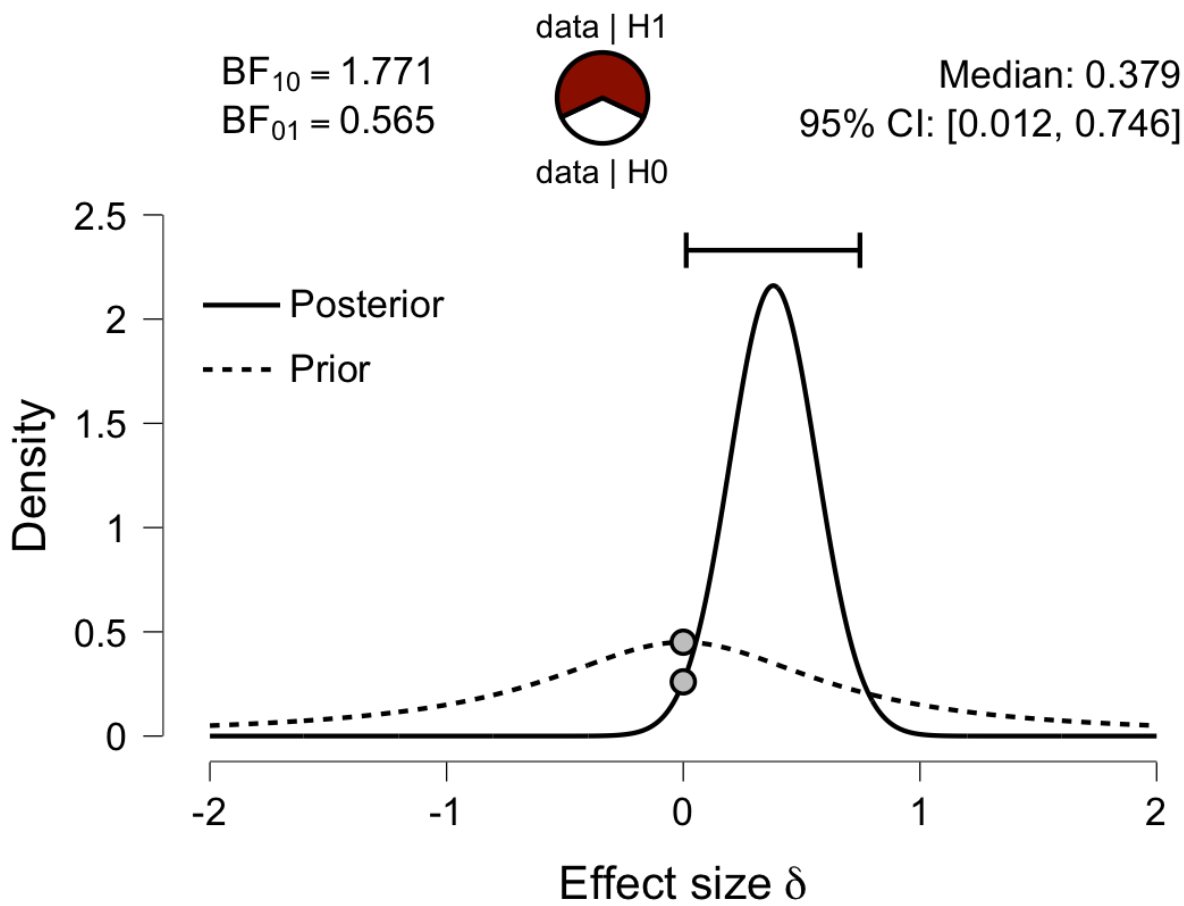 data | H1
BF₁₀ = 1.771
BF₀₁ = 0.565
Median: 0.379
95% CI: [0.012, 0.746]
data | H0
2.5
2
1.5
1
0.5
0
Density
Posterior
Prior
-2
-1
0
1
2
Effect size δ